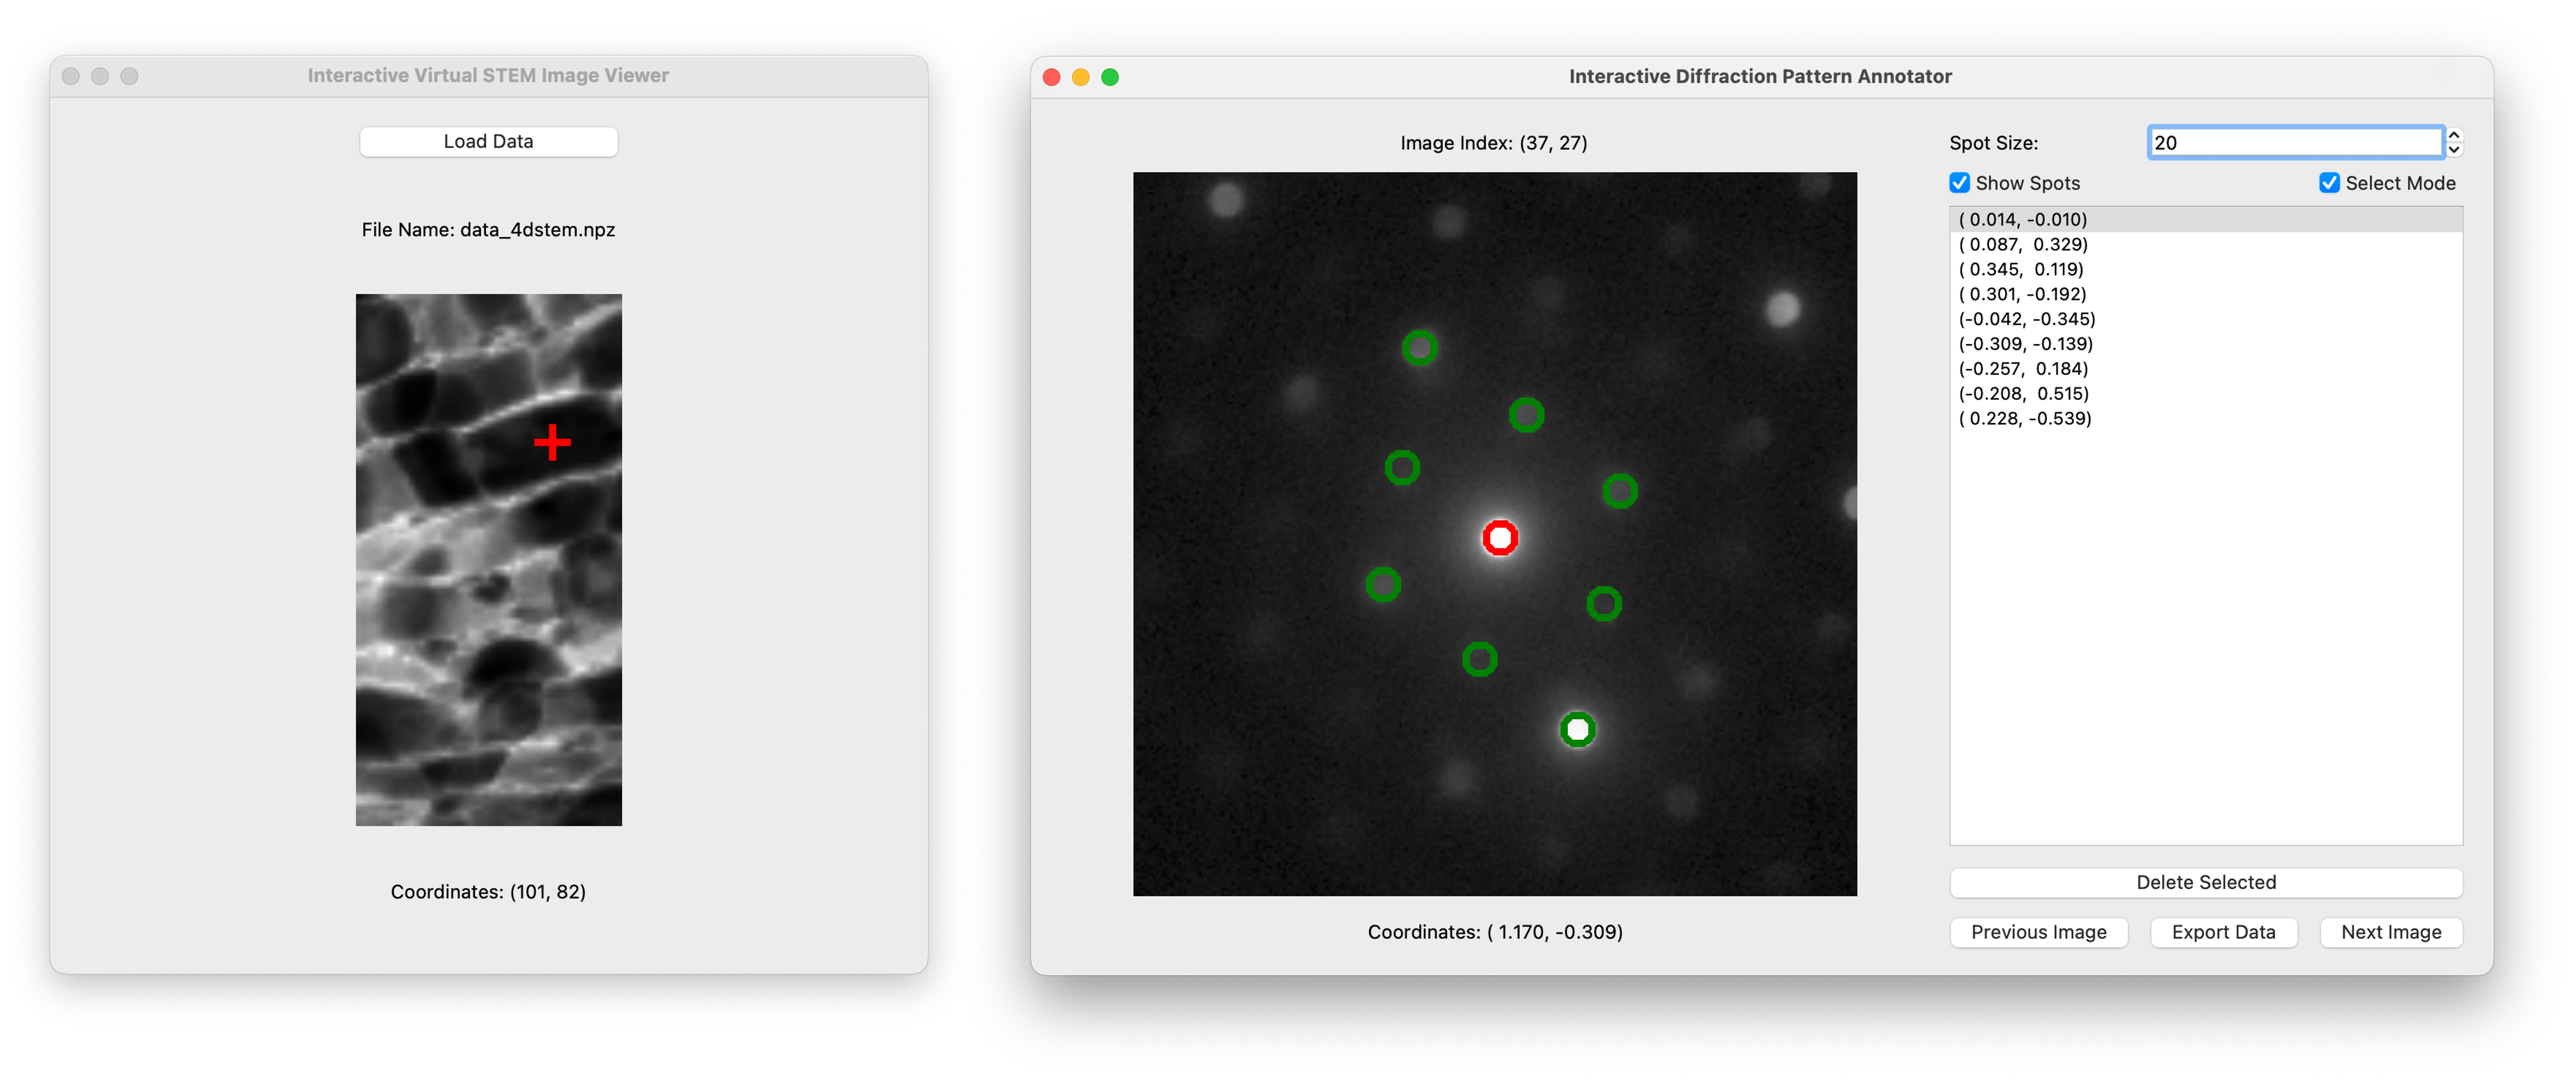 Interactive Virtual STEM Image Viewer
Load Data
File Name: data_4dstem.npz
Coordinates: (101, 82)
Interactive Diffraction Pattern Annotator
Image Index: (37, 27)
Coordinates: ( 1.170, -0.309)
Spot Size:
20
Show Spots
Select Mode
( 0.014, -0.010)
( 0.087,  0.329)
( 0.345,  0.119)
( 0.301, -0.192)
(-0.042, -0.345)
(-0.309, -0.139)
(-0.257,  0.184)
(-0.208,  0.515)
( 0.228, -0.539)
Delete Selected
Previous Image
Export Data
Next Image